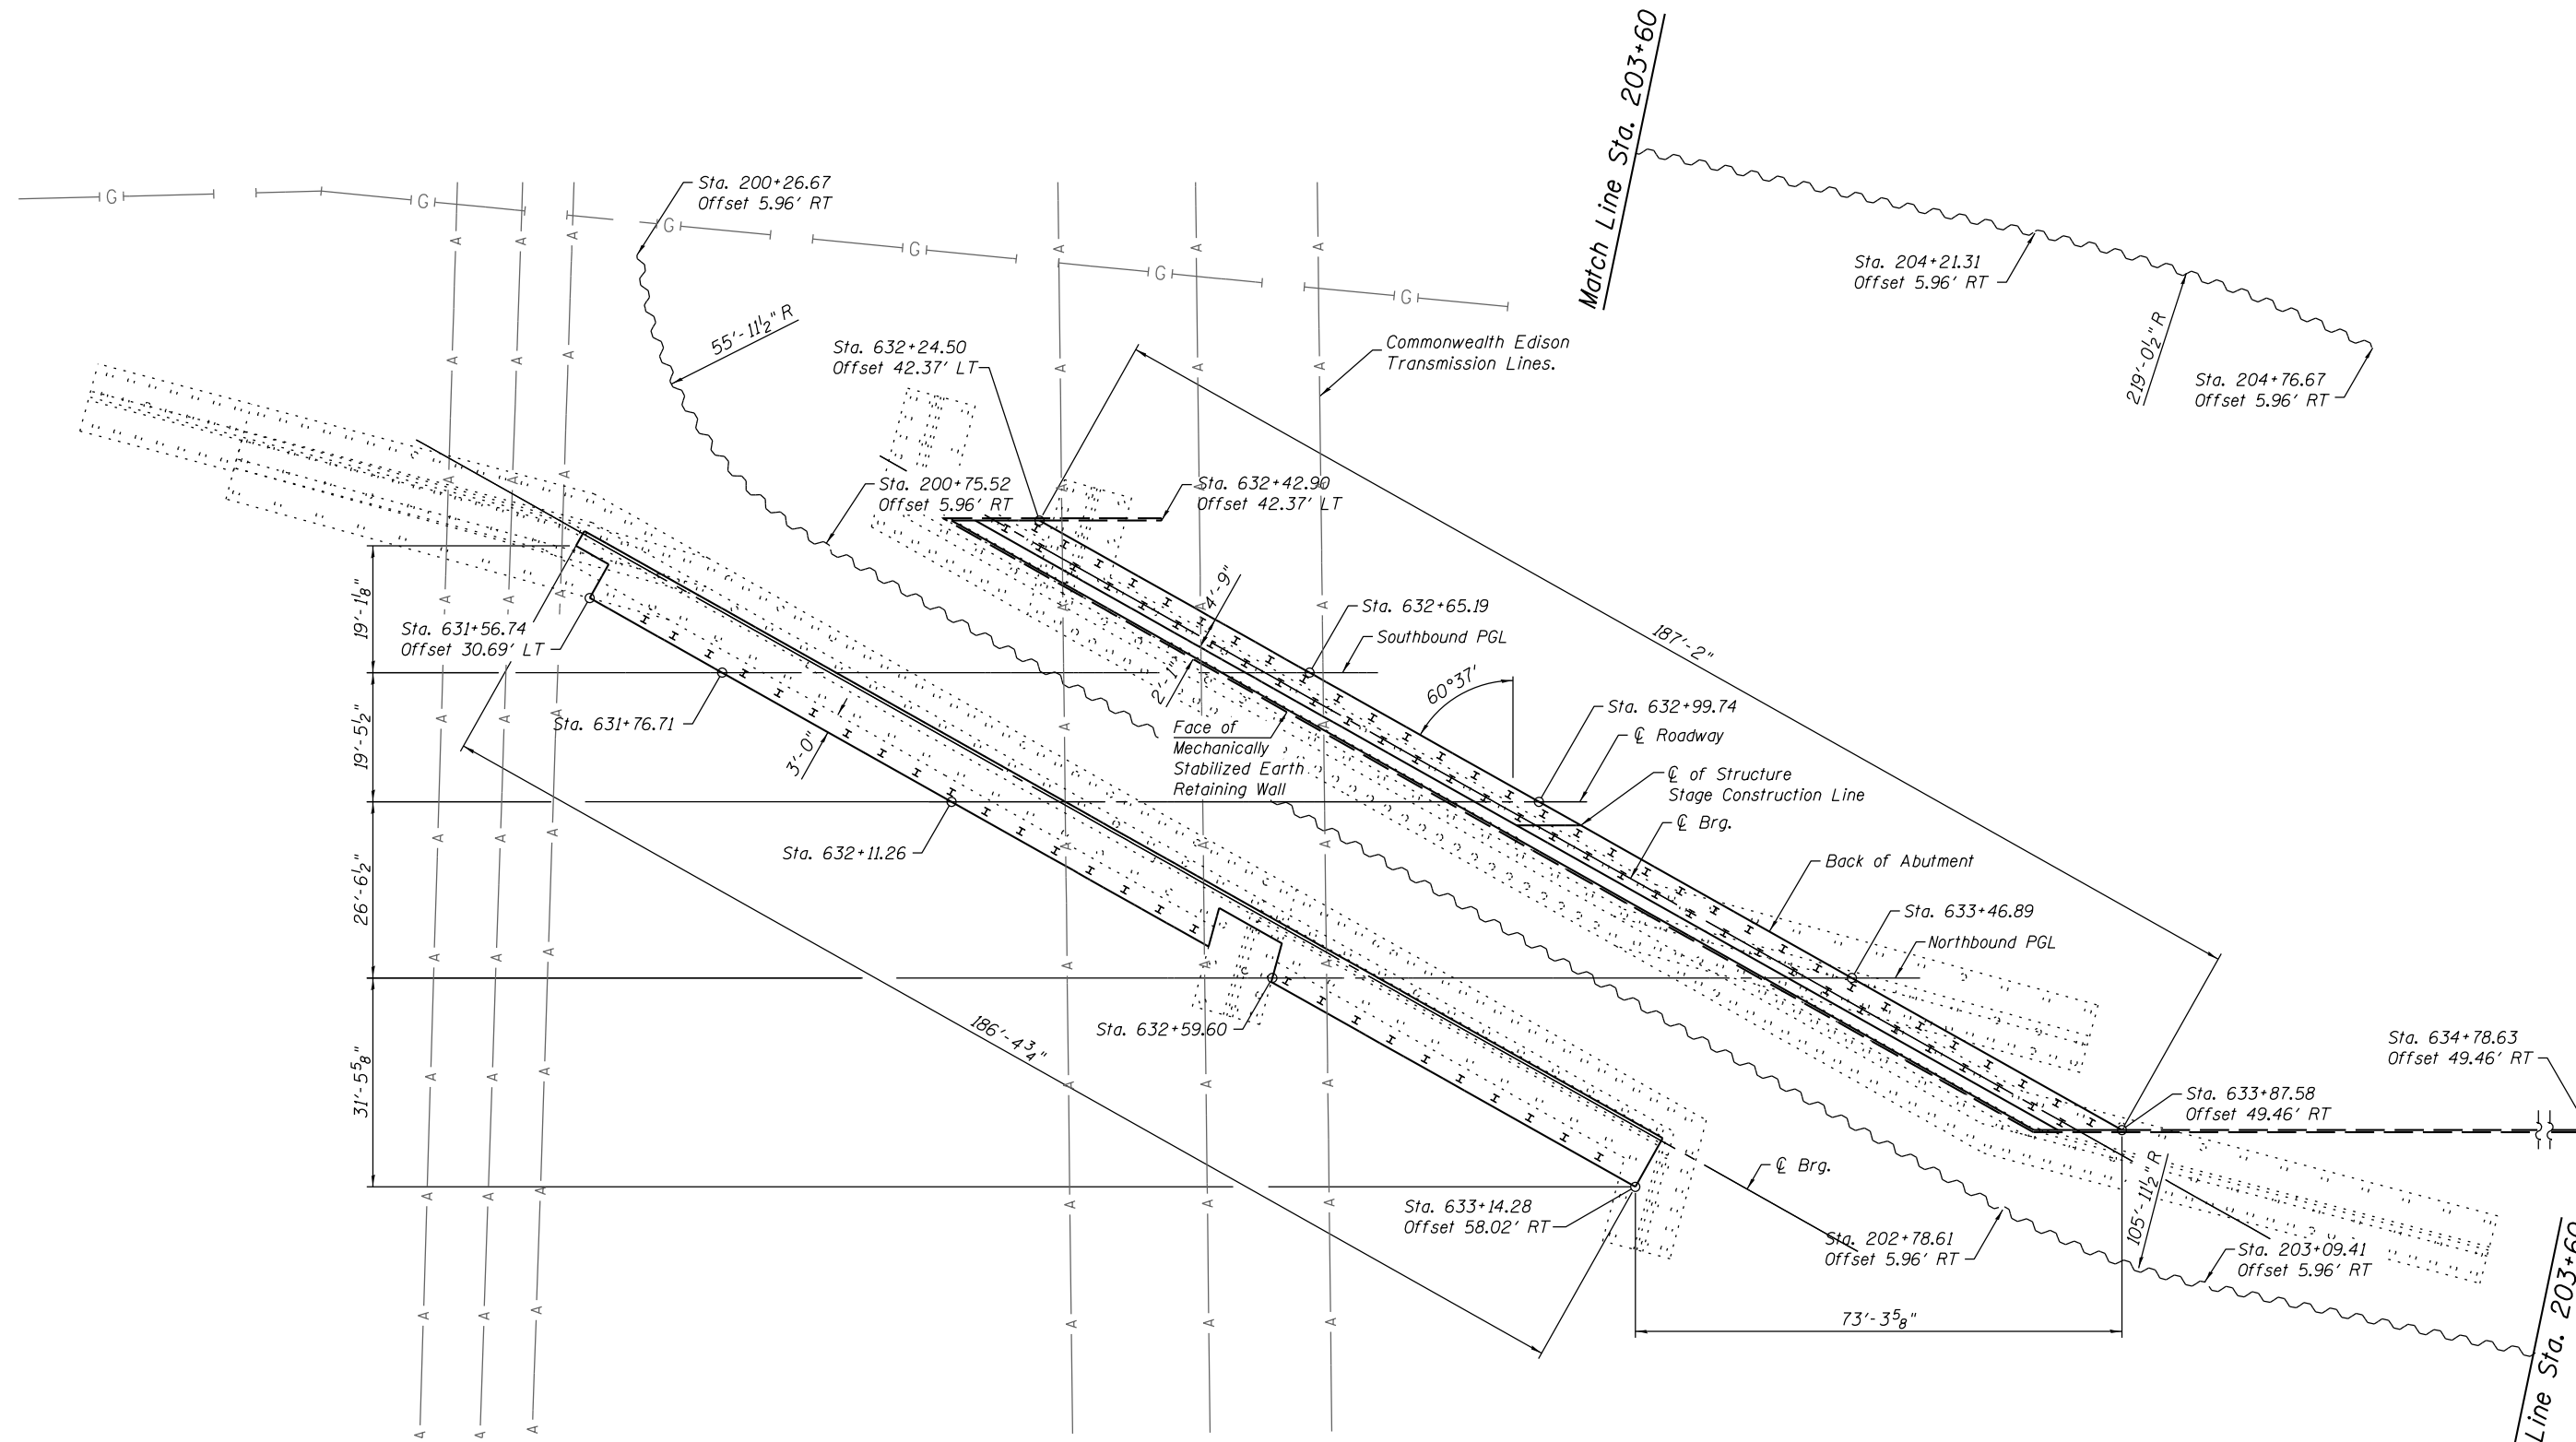 Match Line Sta. 203+60
Sta. 200+26.67
Offset 5.96' RT
G
G
G
G
G
G
55'-11½" R
Sta. 632+24.50
Offset 42.37' LT
Commonwealth Edison
Transmission Lines.
Sta. 204+21.31
Offset 5.96' RT
219'-0½" R
Sta. 204+76.67
Offset 5.96' RT
Sta. 200+75.52
Offset 5.96' RT
Sta. 632+42.90
Offset 42.37' LT
4'-9"
2'-1"
Sta. 632+65.19
Southbound PGL
187'-2"
60°37'
19'-1⅛"
Sta. 631+56.74
Offset 30.69' LT
Sta. 631+76.71
19'-5½"
3'-0"
Face of
Mechanically
Stabilized Earth
Retaining Wall
Sta. 632+99.74
℄ Roadway
℄ of Structure
Stage Construction Line
℄ Brg.
Sta. 632+11.26
26'-6½"
Back of Abutment
Sta. 633+46.89
Northbound PGL
Sta. 632+59.60
186'-4¾"
31'-5⅝"
Sta. 634+78.63
Offset 49.46' RT
Sta. 633+87.58
Offset 49.46' RT
℄ Brg.
Sta. 633+14.28
Offset 58.02' RT
Sta. 202+78.61
Offset 5.96' RT
105'-11½" R
Sta. 203+09.41
Offset 5.96' RT
73'-3⅝"
Line Sta. 203+60